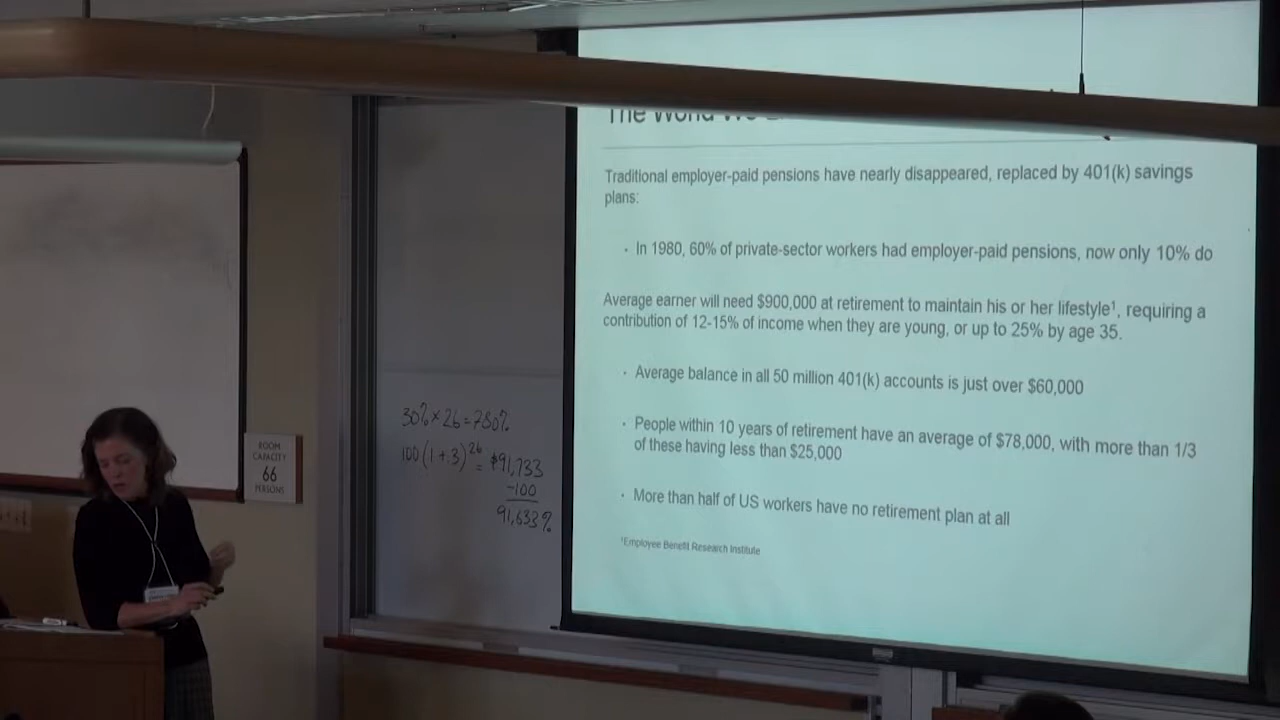 The World We
Traditional employer-paid pensions have nearly disappeared, replaced by 401(k) savings
plans:
· In 1980, 60% of private-sector workers had employer-paid pensions, now only 10% do
Average earner will need $900,000 at retirement to maintain his or her lifestyle¹, requiring a
contribution of 12-15% of income when they are young, or up to 25% by age 35.
· Average balance in all 50 million 401(k) accounts is just over $60,000
· People within 10 years of retirement have an average of $78,000, with more than 1/3
of these having less than $25,000
· More than half of US workers have no retirement plan at all
¹Employee Benefit Research Institute
30% × 26 = 780%
100(1+.3)²⁶ = $91,733
-100
91,633%
ROOM
CAPACITY
66
PERSONS